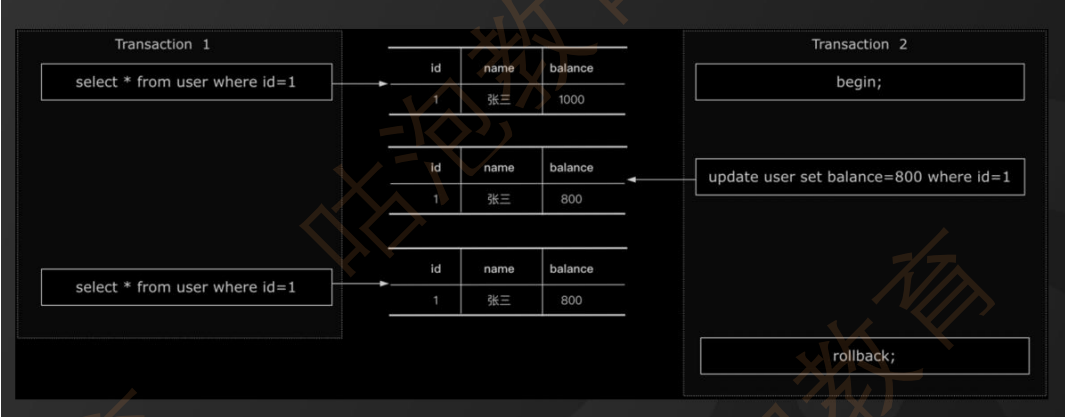 Transaction 1
select * from user where id=1
id name balance
1 张三 1000
Transaction 2
begin;
id name balance
1 张三 800
update user set balance=800 where id=1
select * from user where id=1
id name balance
1 张三 800
rollback;
咕泡教育
教育